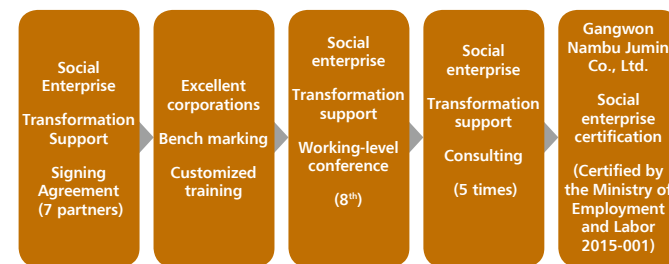 Social
Enterprise
Transformation
Support
Signing
Agreement
(7 partners)
Excellent
corporations
Bench marking
Customized
training
Social
enterprise
Transformation
support
Working-level
conference
(8th)
Social
enterprise
Transformation
support
Consulting
(5 times)
Gangwon
Nambu Jumin
Co., Ltd.
Social
enterprise
certification
(Certified by
the Ministry of
Employment
and Labor
2015-001)